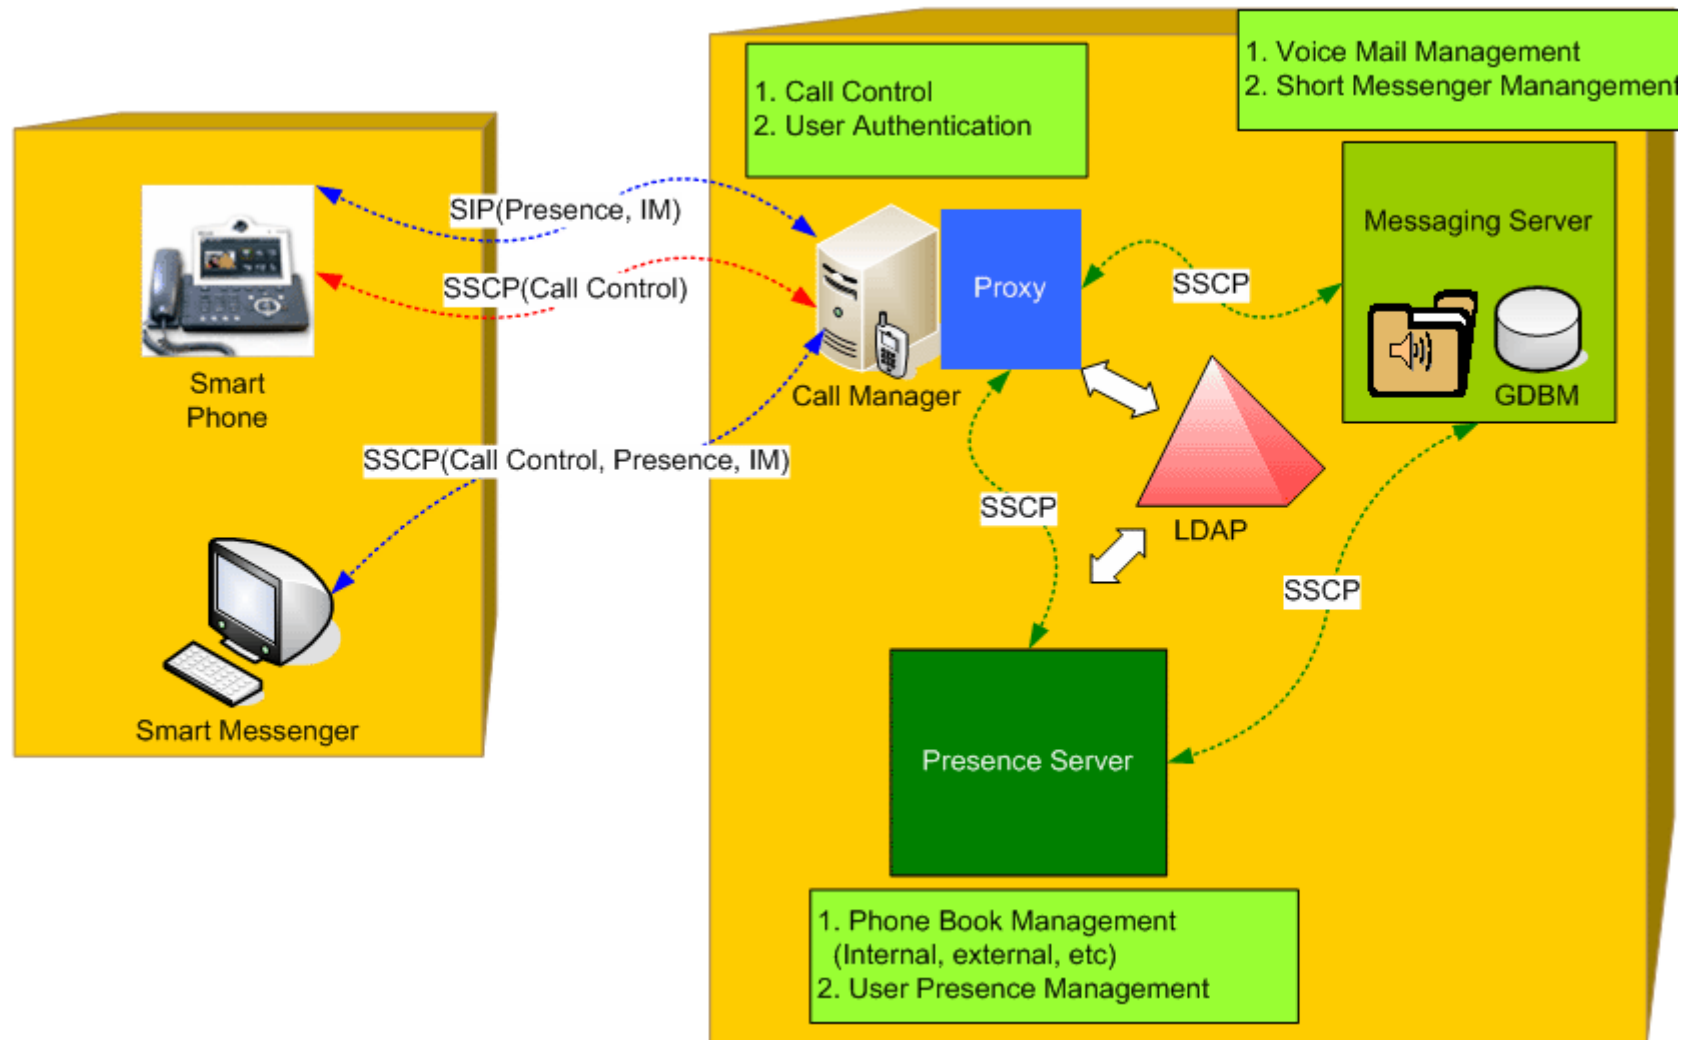 1. Call Control
2. User Authentication
1. Voice Mail Management
2. Short Messenger Manangement
SIP(Presence, IM)
SSCP(Call Control)
Smart
Phone
SSCP(Call Control, Presence, IM)
Smart Messenger
Call Manager
Proxy
SSCP
Messaging Server
GDBM
LDAP
SSCP
SSCP
Presence Server
1. Phone Book Management
(Internal, external, etc)
2. User Presence Management